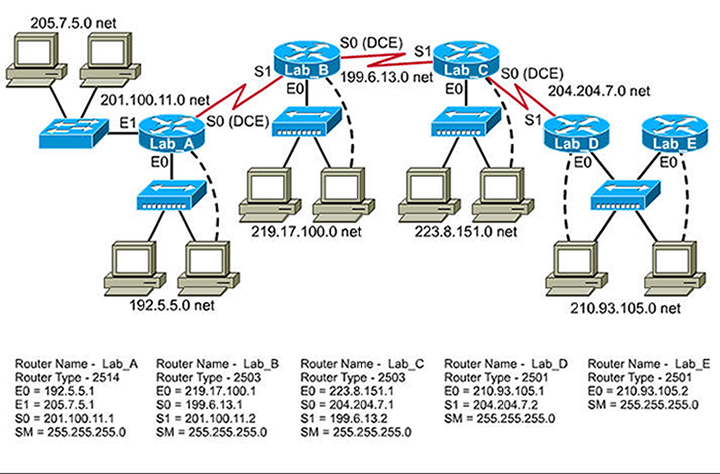 205.7.5.0 net
S0 (DCE)
S1
Lab_B
199.6.13.0 net
Lab_C
S0 (DCE)
S1
E0
E0
204.204.7.0 net
201.100.11.0 net
E1
S0 (DCE)
S1
Lab_A
Lab_D
Lab_E
E0
E0
E0
219.17.100.0 net
223.8.151.0 net
192.5.5.0 net
210.93.105.0 net
Router Name - Lab_A
Router Type - 2514
E0 = 192.5.5.1
E1 = 205.7.5.1
S0 = 201.100.11.1
SM = 255.255.255.0
Router Name - Lab_B
Router Type - 2503
E0 = 219.17.100.1
S0 = 199.6.13.1
S1 = 201.100.11.2
SM = 255.255.255.0
Router Name - Lab_C
Router Type - 2503
E0 = 223.8.151.1
S0 = 204.204.7.1
S1 = 199.6.13.2
SM = 255.255.255.0
Router Name - Lab_D
Router Type - 2501
E0 = 210.93.105.1
S1 = 204.204.7.2
SM = 255.255.255.0
Router Name - Lab_E
Router Type - 2501
E0 = 210.93.105.2
SM = 255.255.255.0